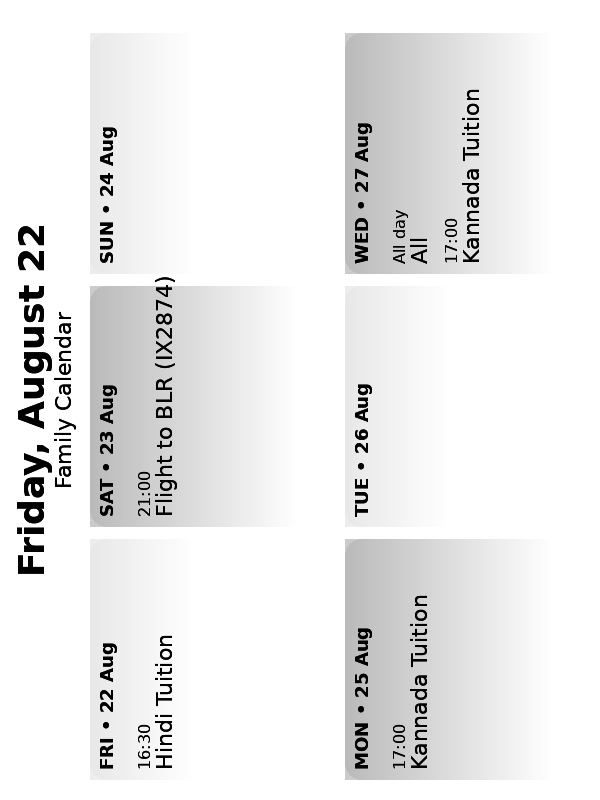 Friday, August 22
Family Calendar
FRI • 22 Aug
16:30
Hindi Tuition
SAT • 23 Aug
21:00
Flight to BLR (IX2874)
SUN • 24 Aug
MON • 25 Aug
17:00
Kannada Tuition
TUE • 26 Aug
WED • 27 Aug
All day
All
17:00
Kannada Tuition